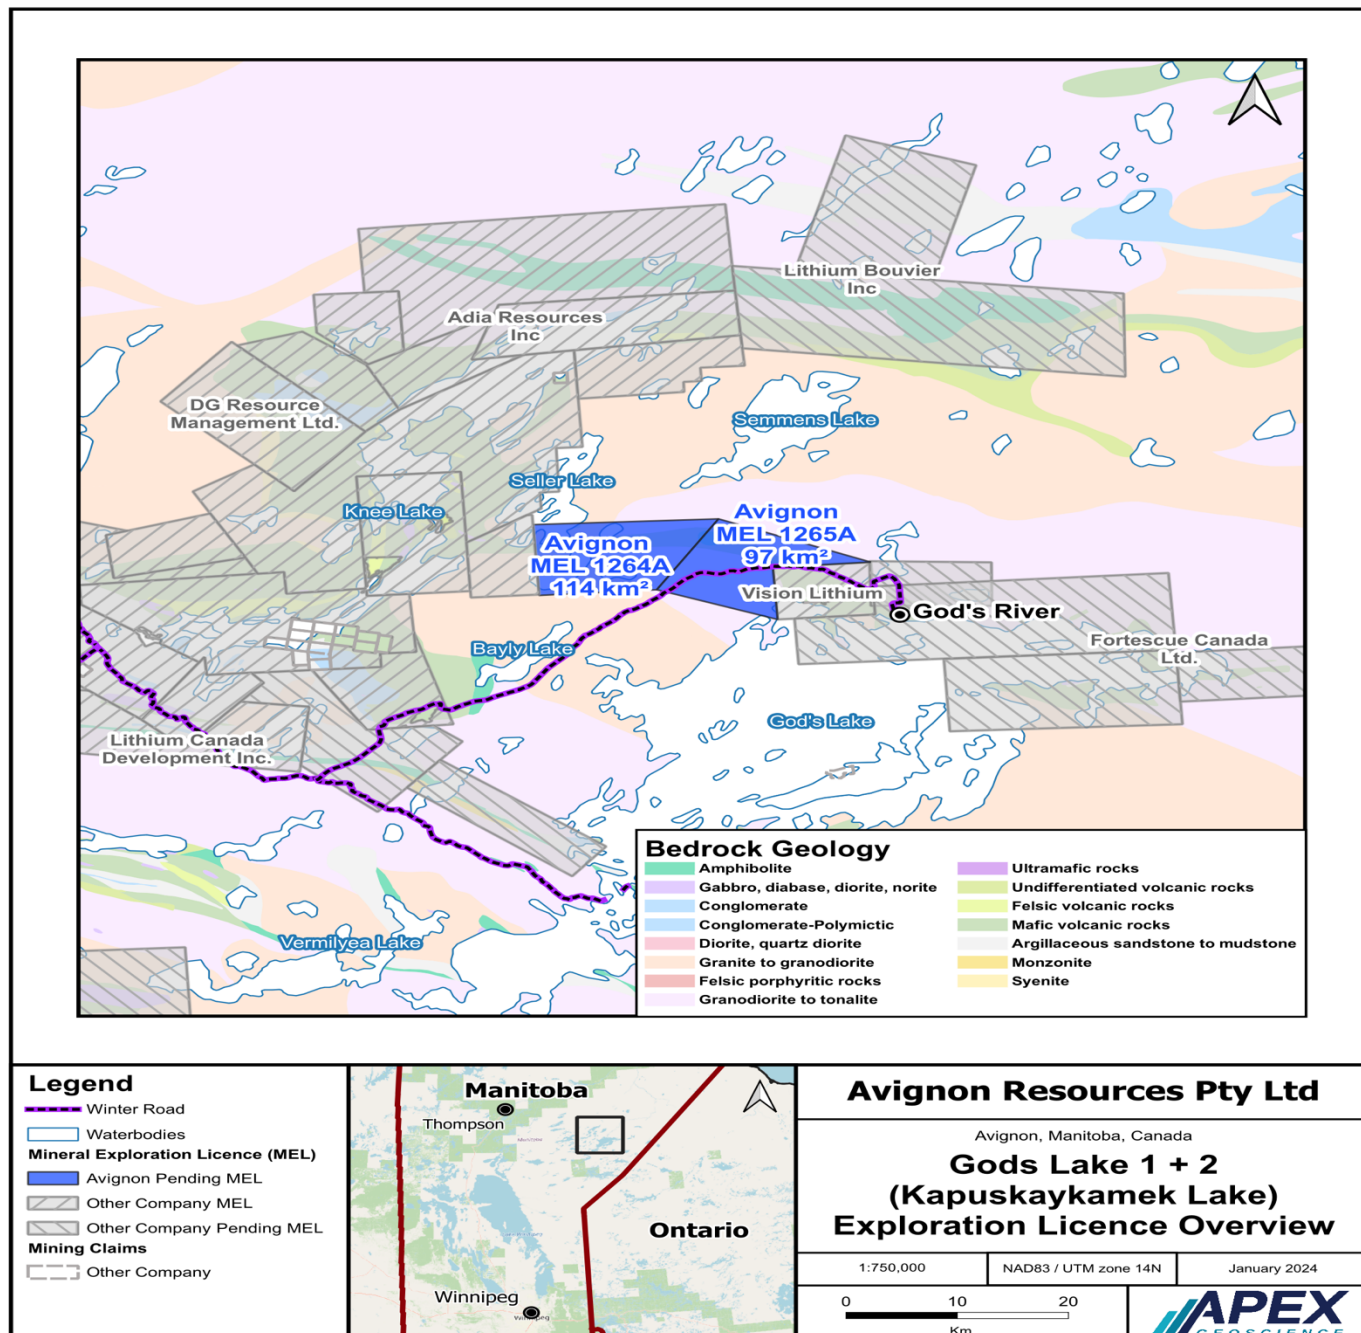 Lithium Bouvier
Inc
Adia Resources
Inc
DG Resource
Management Ltd.
Semmens Lake
Seller Lake
Knee Lake
Avignon
MEL 1265A
97 km²
Avignon
MEL 1264A
114 km²
Vision Lithium
God's River
Fortescue Canada
Ltd.
Bayly Lake
God's Lake
Lithium Canada
Development Inc.
Vermilyea Lake
Bedrock Geology
Amphibolite
Gabbro, diabase, diorite, norite
Conglomerate
Conglomerate-Polymictic
Diorite, quartz diorite
Granite to granodiorite
Felsic porphyritic rocks
Granodiorite to tonalite
Ultramafic rocks
Undifferentiated volcanic rocks
Felsic volcanic rocks
Mafic volcanic rocks
Argillaceous sandstone to mudstone
Monzonite
Syenite
Legend
Winter Road
Waterbodies
Mineral Exploration Licence (MEL)
Avignon Pending MEL
Other Company MEL
Other Company Pending MEL
Mining Claims
Other Company
Manitoba
Thompson
Ontario
Winnipeg
Avignon Resources Pty Ltd
Avignon, Manitoba, Canada
Gods Lake 1 + 2
(Kapuskaykamek Lake)
Exploration Licence Overview
1:750,000
NAD83 / UTM zone 14N
January 2024
0 10 20
Km
APEX
GEOSCIENCE